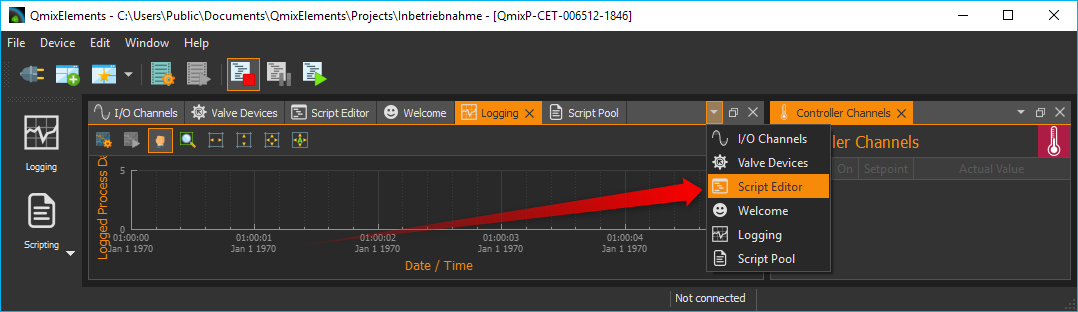 QmixElements - C:\Users\Public\Documents\QmixElements\Projects\Inbetriebnahme - [QmixP-CET-006512-1846]
File Device Edit Window Help
I/O Channels Valve Devices Script Editor Welcome Logging Script Pool
Controller Channels
Logging
Scripting
Logged Process Da
5
0
01:00:00 01:00:01 01:00:02 01:00:03 01:00:04
Jan 1 1970 Jan 1 1970 Jan 1 1970 Jan 1 1970 Jan 1 1970
Date / Time
I/O Channels
Valve Devices
Script Editor
Welcome
Logging
Script Pool
ler Channels
On Setpoint Actual Value
Not connected